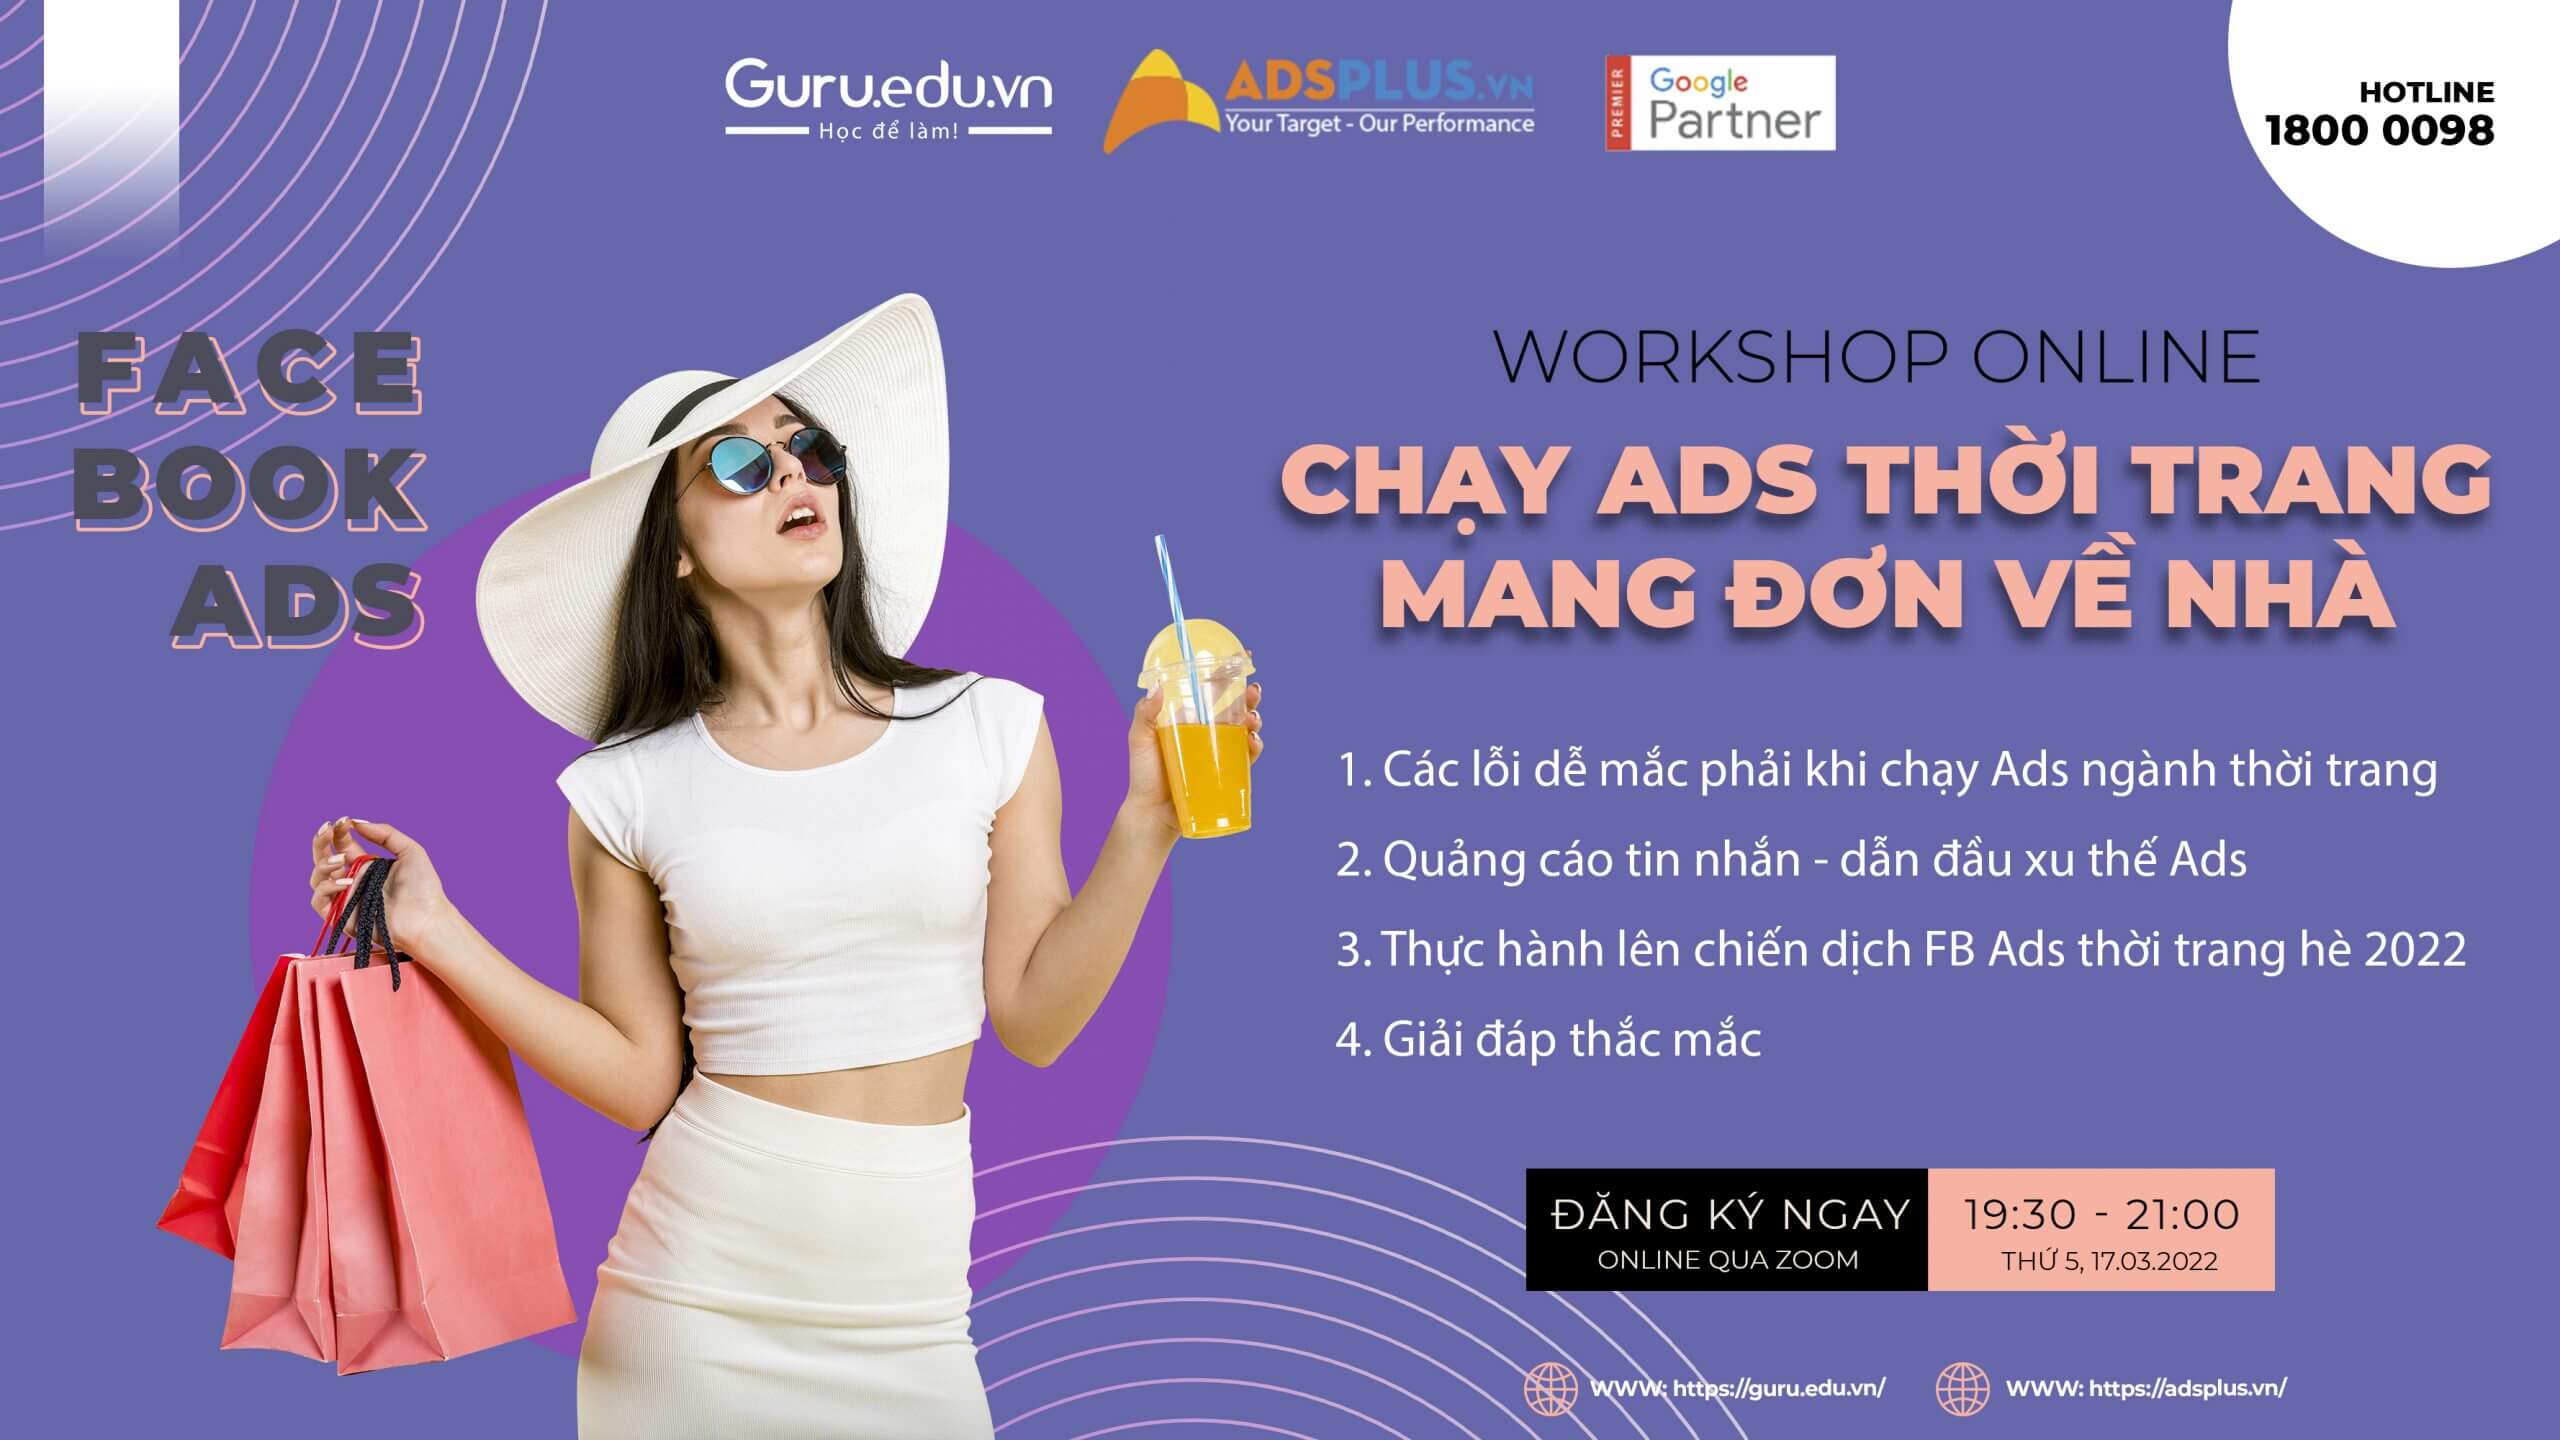 Guru.edu.vn
Học để làm!
ADSPLUS.VN
Your Target - Our Performance
PREMIER
Google
Partner
HOTLINE
1800 0098
FACE
BOOK
ADS
WORKSHOP ONLINE
CHẠY ADS THỜI TRANG
MANG ĐƠN VỀ NHÀ
1. Các lỗi dễ mắc phải khi chạy Ads ngành thời trang
2. Quảng cáo tin nhắn - dẫn đầu xu thế Ads
3. Thực hành lên chiến dịch FB Ads thời trang hè 2022
4. Giải đáp thắc mắc
ĐĂNG KÝ NGAY
ONLINE QUA ZOOM
19:30 - 21:00
THỨ 5, 17.03.2022
WWW: https://guru.edu.vn/
WWW: https://adsplus.vn/